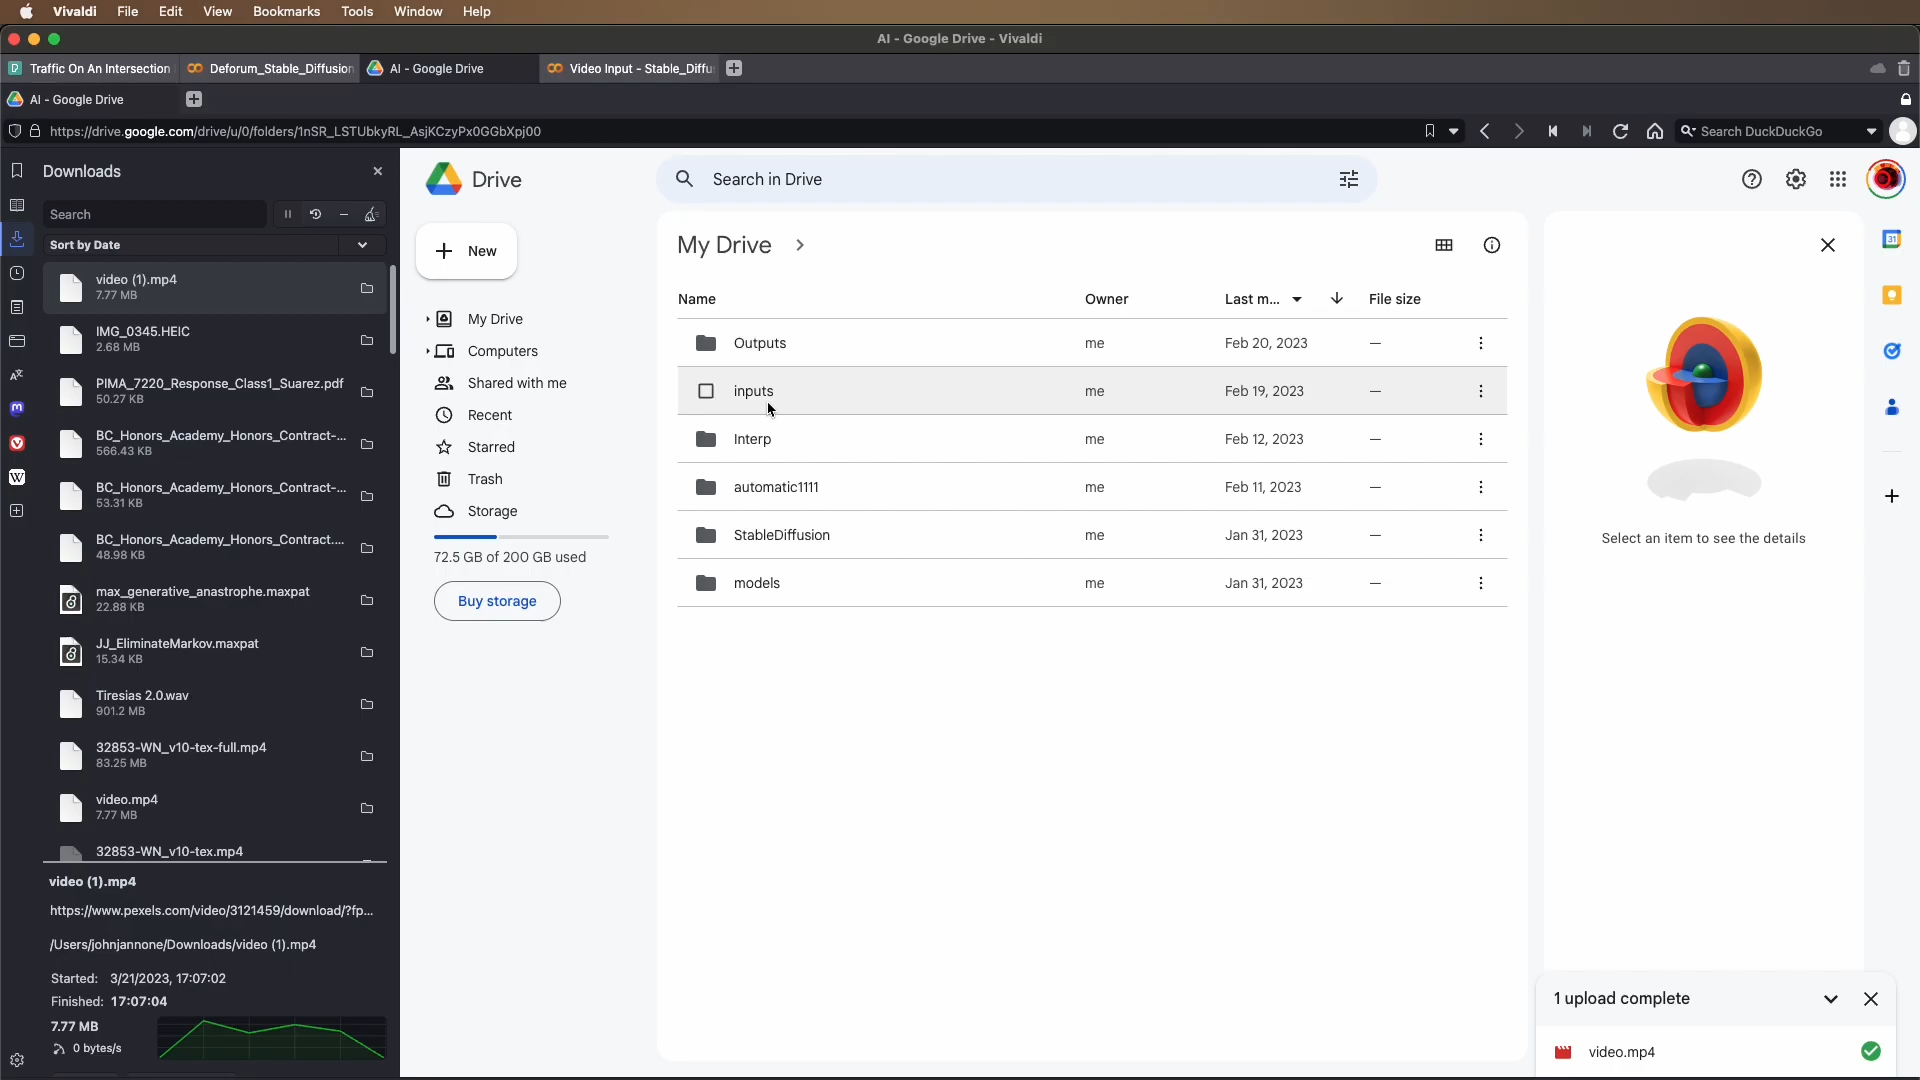 Vivaldi File Edit View Bookmarks Tools Window Help
AI - Google Drive - Vivaldi
Traffic On An Intersection
Deforum_Stable_Diffusion
AI - Google Drive
Video Input - Stable_Diffu
AI - Google Drive
https://drive.google.com/drive/u/0/folders/1nSR_LSTUbkyRL_AsjKCzyPx0GGbXpj00
Search DuckDuckGo
Downloads
Search
Sort by Date
video (1).mp4
7.77 MB
IMG_0345.HEIC
2.68 MB
PIMA_7220_Response_Class1_Suarez.pdf
50.27 KB
BC_Honors_Academy_Honors_Contract-...
566.43 KB
BC_Honors_Academy_Honors_Contract-...
53.31 KB
BC_Honors_Academy_Honors_Contract....
48.98 KB
max_generative_anastrophe.maxpat
22.88 KB
JJ_EliminateMarkov.maxpat
15.34 KB
Tiresias 2.0.wav
901.2 MB
32853-WN_v10-tex-full.mp4
83.25 MB
video.mp4
7.77 MB
32853-WN_v10-tex.mp4
video (1).mp4
https://www.pexels.com/video/3121459/download/?fp...
/Users/johnjannone/Downloads/video (1).mp4
Started: 3/21/2023, 17:07:02
Finished: 17:07:04
7.77 MB
0 bytes/s
Drive
Search in Drive
New
My Drive
Computers
Shared with me
Recent
Starred
Trash
Storage
72.5 GB of 200 GB used
Buy storage
My Drive
Name Owner Last m... File size
Outputs me Feb 20, 2023 —
inputs me Feb 19, 2023 —
Interp me Feb 12, 2023 —
automatic1111 me Feb 11, 2023 —
StableDiffusion me Jan 31, 2023 —
models me Jan 31, 2023 —
31
Select an item to see the details
1 upload complete
video.mp4